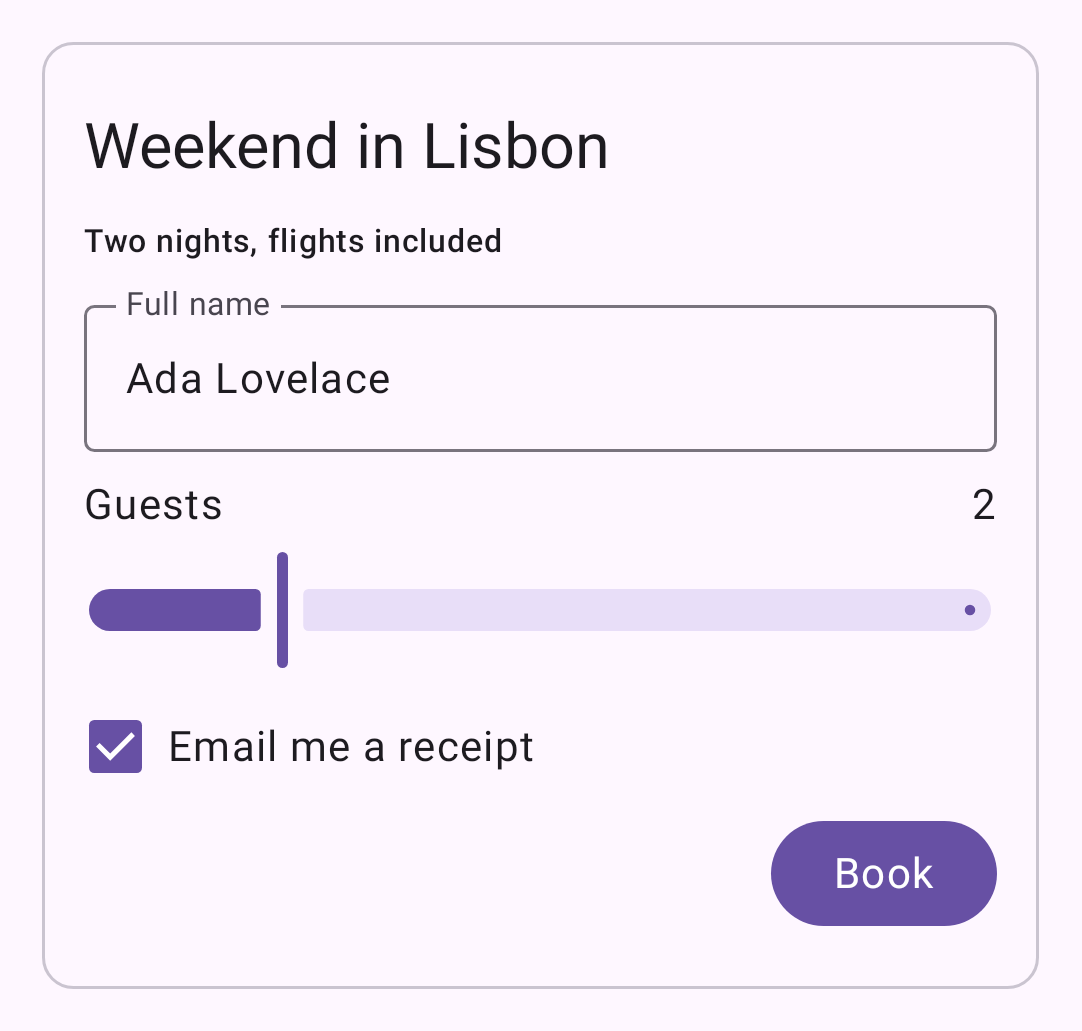 Weekend in Lisbon
Two nights, flights included
Full name
Ada Lovelace
Guests 2
Email me a receipt
Book